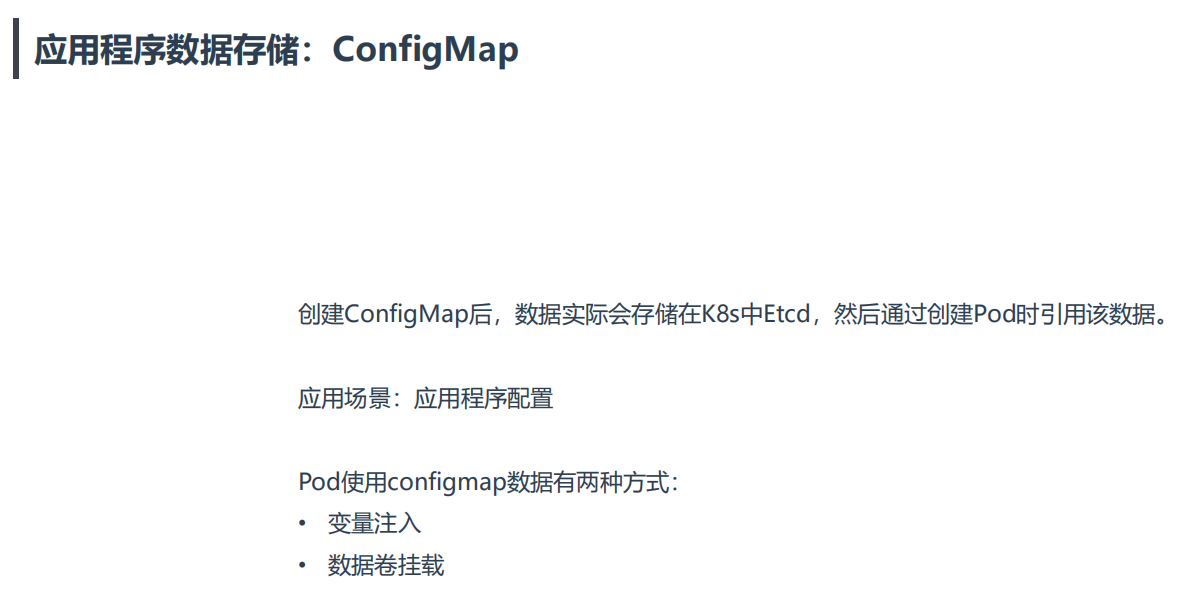 应用程序数据存储：ConfigMap
创建ConfigMap后，数据实际会存储在K8s中Etcd，然后通过创建Pod时引用该数据。
应用场景：应用程序配置
Pod使用configmap数据有两种方式：
• 变量注入
• 数据卷挂载